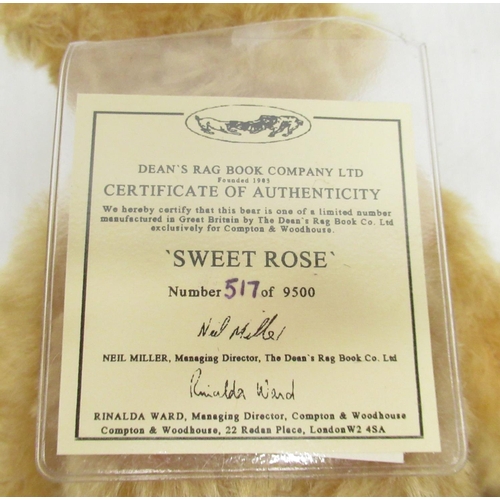 DEAN'S RAG BOOK COMPANY LTD
Founded 1903
CERTIFICATE OF AUTHENTICITY
We hereby certify that this bear is one of a limited number
manufactured in Great Britain by The Dean's Rag Book Co. Ltd
exclusively for Compton & Woodhouse.
'SWEET ROSE'
Number 517 of 9500
Neil Miller
NEIL MILLER, Managing Director, The Dean's Rag Book Co. Ltd
Rinalda Ward
RINALDA WARD, Managing Director, Compton & Woodhouse
Compton & Woodhouse, 22 Redan Place, London W2 4SA